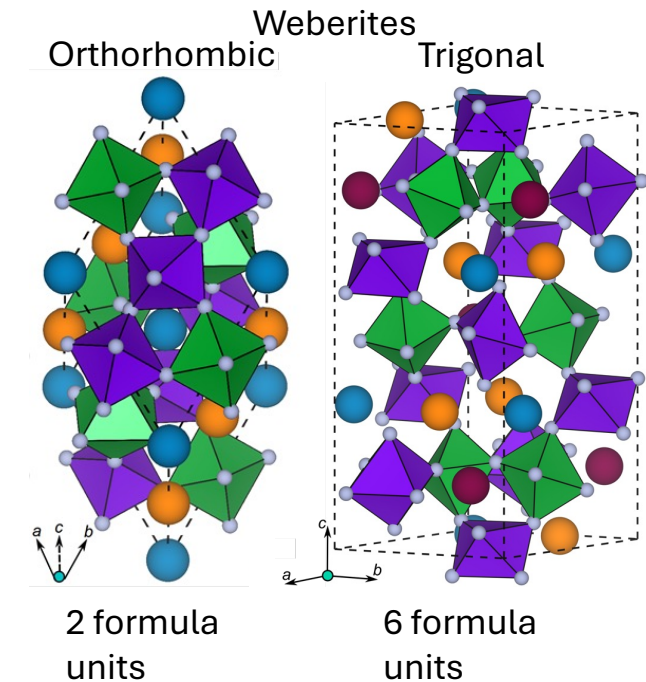 Weberites
Orthorhombic
Trigonal
a c b
c
a b
2 formula
units
6 formula
units